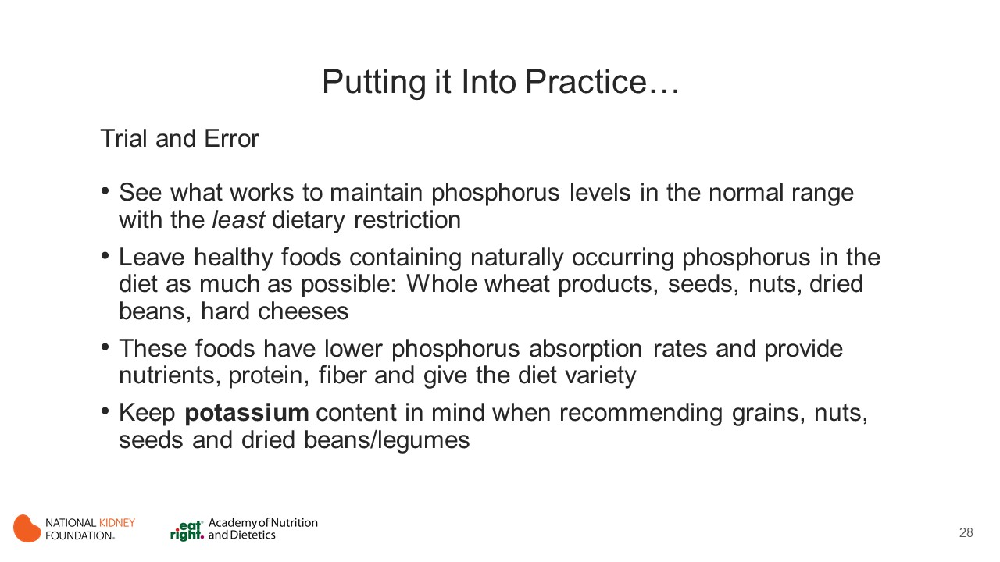 Putting it Into Practice…
Trial and Error
• See what works to maintain phosphorus levels in the normal range
with the least dietary restriction
• Leave healthy foods containing naturally occurring phosphorus in the
diet as much as possible: Whole wheat products, seeds, nuts, dried
beans, hard cheeses
• These foods have lower phosphorus absorption rates and provide
nutrients, protein, fiber and give the diet variety
• Keep potassium content in mind when recommending grains, nuts,
seeds and dried beans/legumes
NATIONAL KIDNEY
FOUNDATION®
eat
right.
Academy of Nutrition
and Dietetics
28